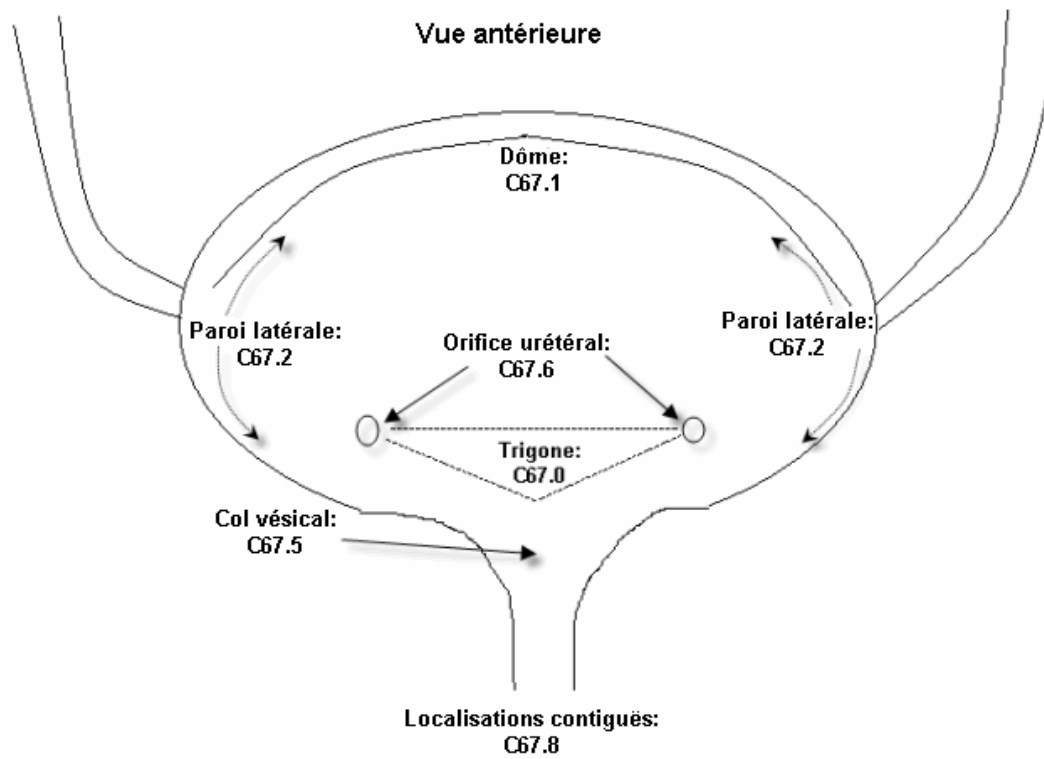 Vue antérieure
Dôme:
C67.1
Paroi latérale:
C67.2
Orifice urétéral:
C67.6
Paroi latérale:
C67.2
Trigone:
C67.0
Col vésical:
C67.5
Localisations contiguës:
C67.8